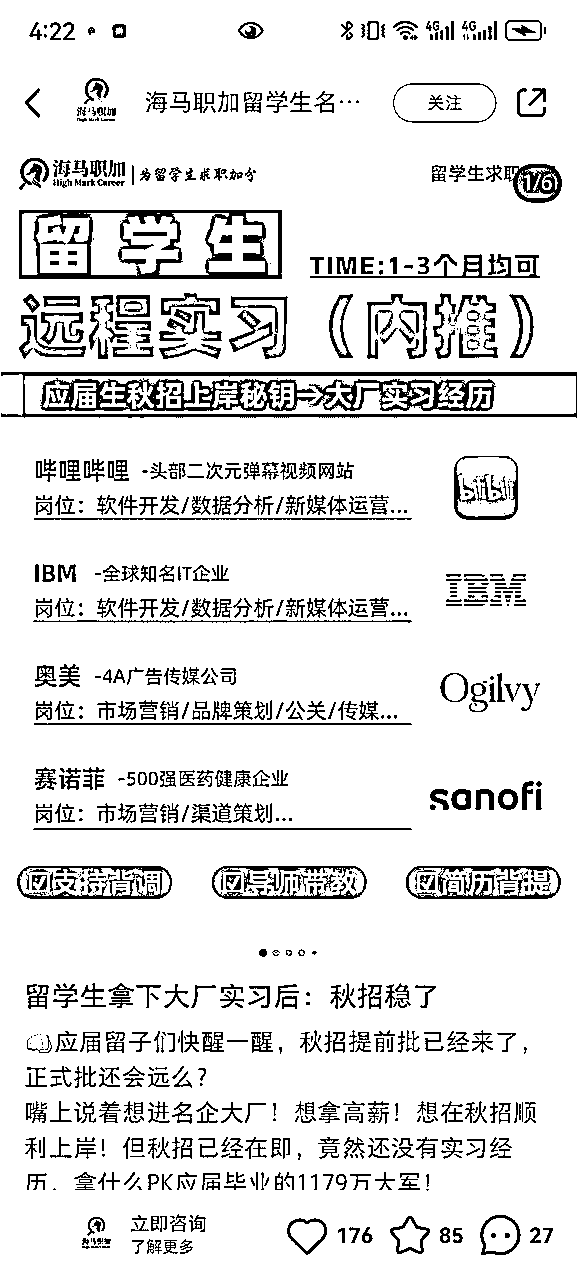 4:22
4G 4G
海马职加留学生名…
关注
海马职加
High Mark Career
海马职加
High Mark Career
为留学生求职加分
留学生求职
1/6
留学生
TIME:1-3个月均可
远程实习（内推）
应届生秋招上岸秘钥→大厂实习经历
哔哩哔哩 -头部二次元弹幕视频网站
岗位：软件开发/数据分析/新媒体运营...
bilibili
IBM -全球知名IT企业
岗位：软件开发/数据分析/新媒体运营...
IBM
奥美 -4A广告传媒公司
岗位：市场营销/品牌策划/公关/传媒...
Ogilvy
赛诺菲 -500强医药健康企业
岗位：市场营销/渠道策划...
sanofi
支持背调
导师带教
简历背提
留学生拿下大厂实习后：秋招稳了
应届留子们快醒一醒，秋招提前批已经来了，
正式批还会远么？
嘴上说着想进名企大厂！想拿高薪！想在秋招顺
利上岸！但秋招已经在即，竟然还没有实习经
历，拿什么PK应届毕业的1179万大军！
海马职加
立即咨询
了解更多
176
85
27